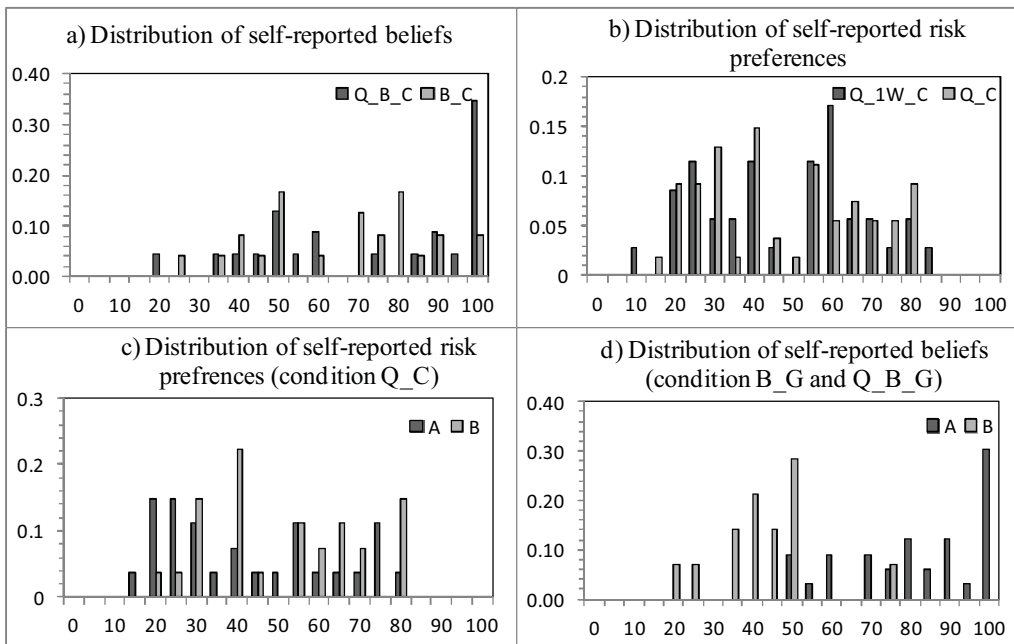 a) Distribution of self-reported beliefs
0.40
0.30
0.20
0.10
0.00
Q_B_C B_C
0 10 20 30 40 50 60 70 80 90 100
b) Distribution of self-reported risk
preferences
0.2
0.15
0.1
0.05
0
Q_1W_C Q_C
0 10 20 30 40 50 60 70 80 90 100
c) Distribution of self-reported risk
prefrences (condition Q_C)
0.3
0.2
0.1
0
A B
0 10 20 30 40 50 60 70 80 90 100
d) Distribution of self-reported beliefs
(condition B_G and Q_B_G)
0.40
0.30
0.20
0.10
0.00
A B
0 10 20 30 40 50 60 70 80 90 100